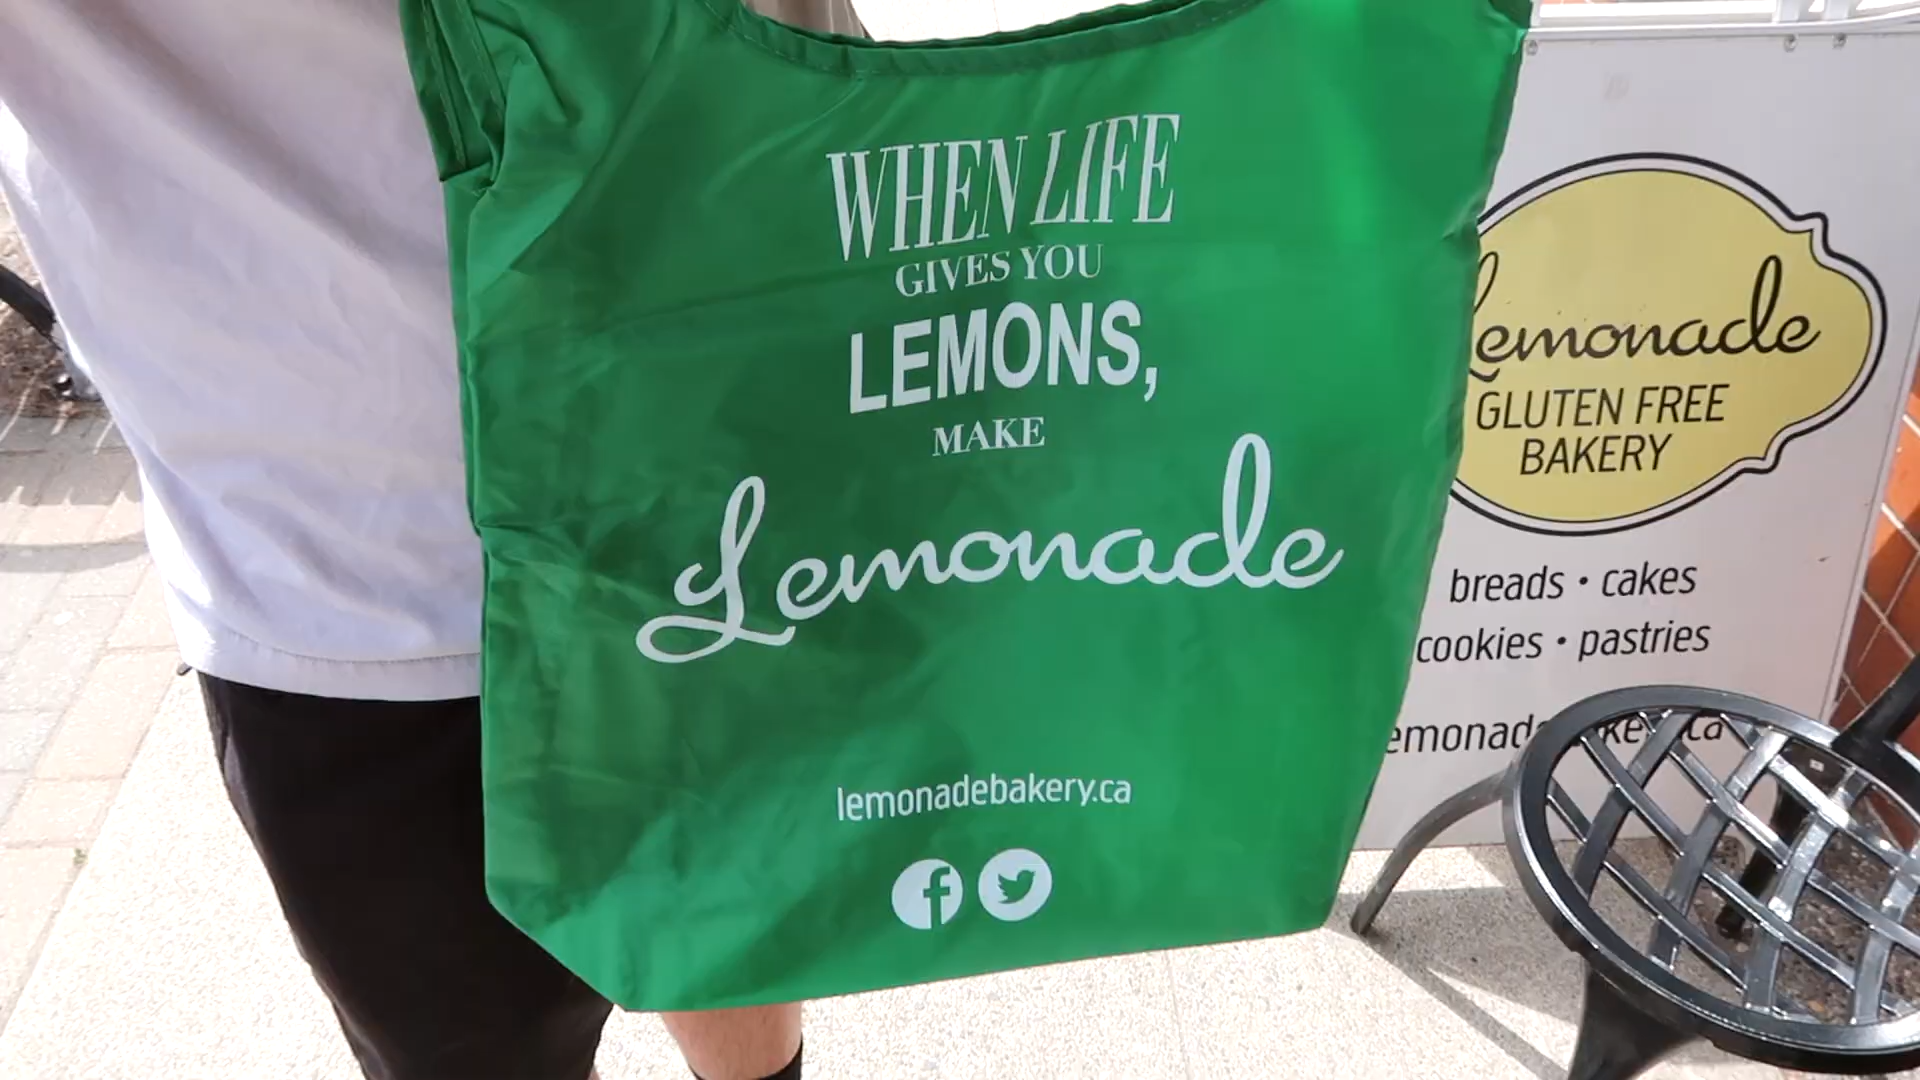 WHEN LIFE
GIVES YOU
LEMONS,
MAKE
Lemonade
lemonadebakery.ca
Lemonade
GLUTEN FREE
BAKERY
breads • cakes
cookies • pastries